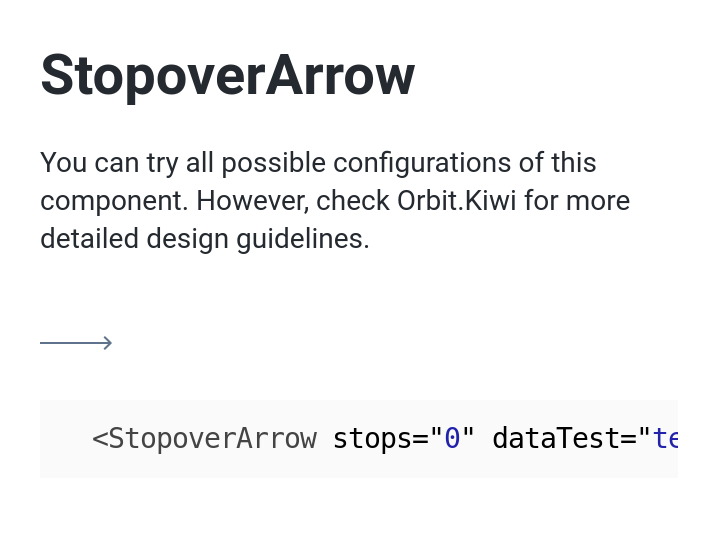 StopoverArrow
You can try all possible configurations of this
component. However, check Orbit.Kiwi for more
detailed design guidelines.
<StopoverArrow stops="0" dataTest="te